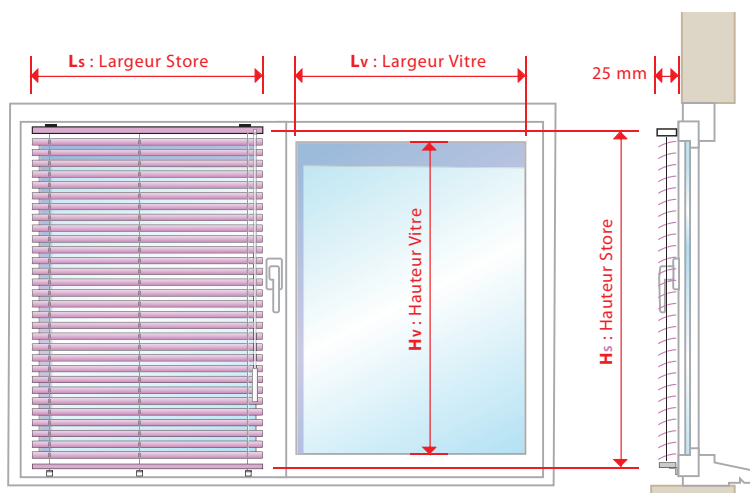 Ls : Largeur Store
Lv : Largeur Vitre
25 mm
Hv : Hauteur Vitre
Hs : Hauteur Store